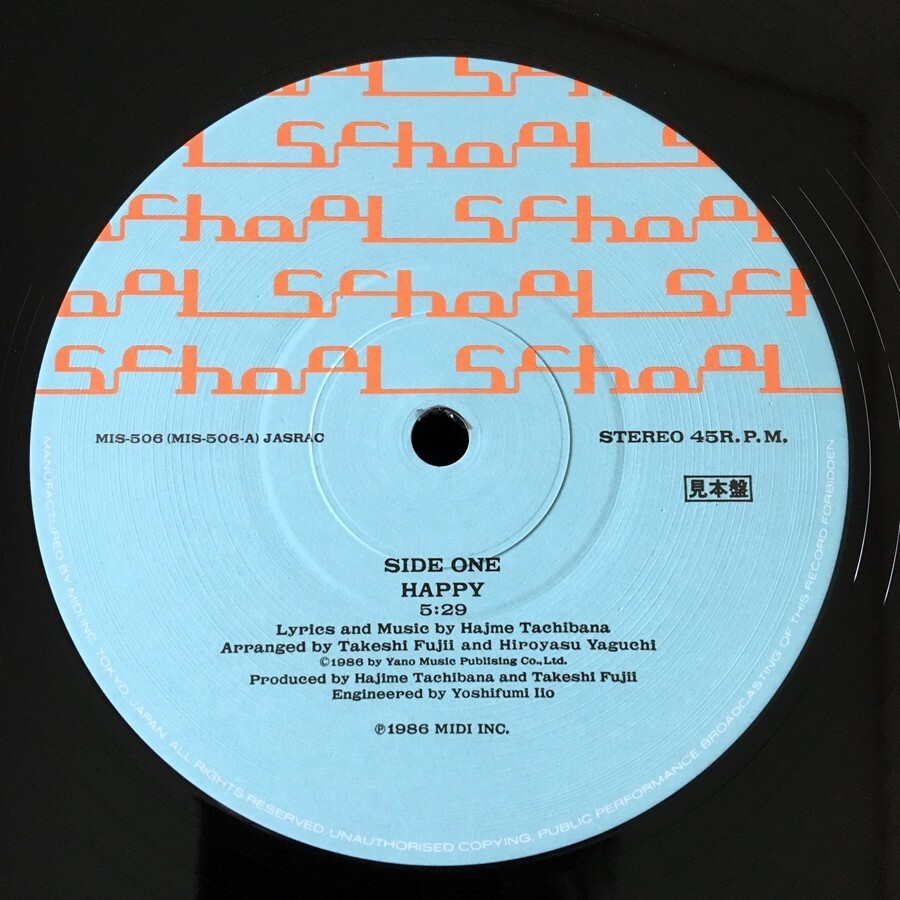 School
School
School School
School Sch
School School
MIS-506 (MIS-506-A) JASRAC
STEREO 45R.P.M.
見本盤
SIDE ONE
HAPPY
5:29
Lyrics and Music by Hajme Tachibana
Arranged by Takeshi Fujii and Hiroyasu Yaguchi
©1986 by Yano Music Publising Co., Ltd.
Produced by Hajime Tachibana and Takeshi Fujii
Engineered by Yoshifumi Iio
℗1986 MIDI INC.
MANUFACTURED BY MIDI INC. TOKYO, JAPAN. ALL RIGHTS RESERVED. UNAUTHORISED COPYING, PUBLIC PERFORMANCE, BROADCASTING OF THIS RECORD FORBIDDEN